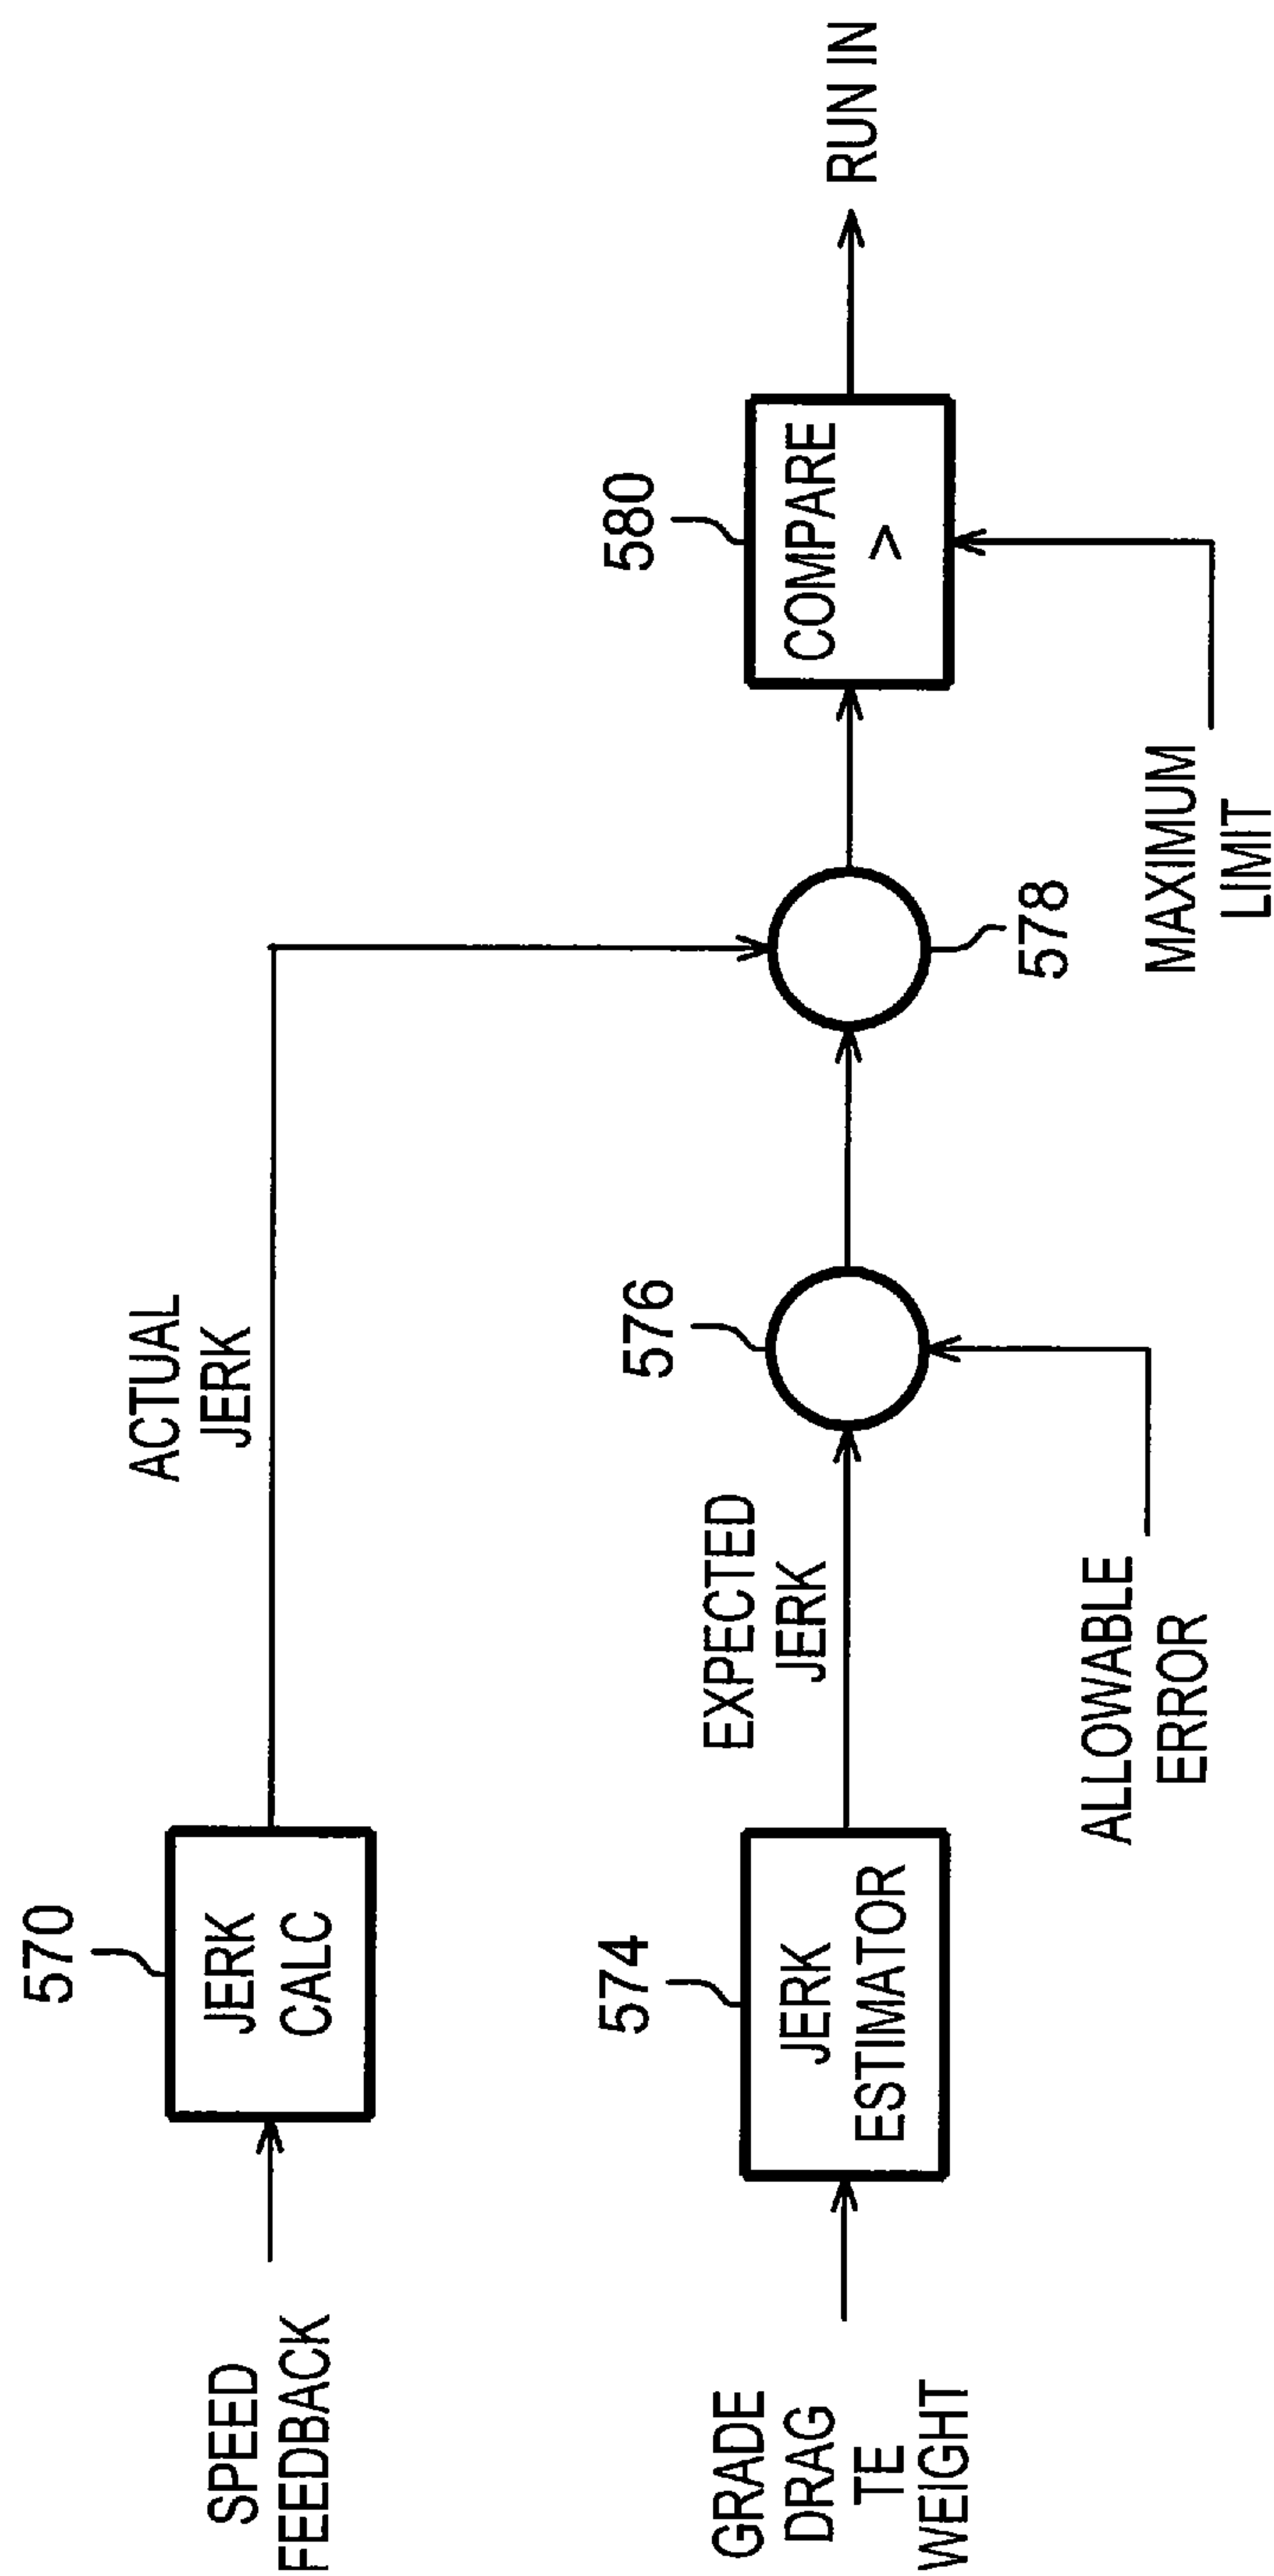 570
SPEED
FEEDBACK
JERK
CALC
ACTUAL
JERK
574
GRADE
DRAG
TE
WEIGHT
JERK
ESTIMATOR
EXPECTED
JERK
576
ALLOWABLE
ERROR
578
580
COMPARE
>
MAXIMUM
LIMIT
RUN IN